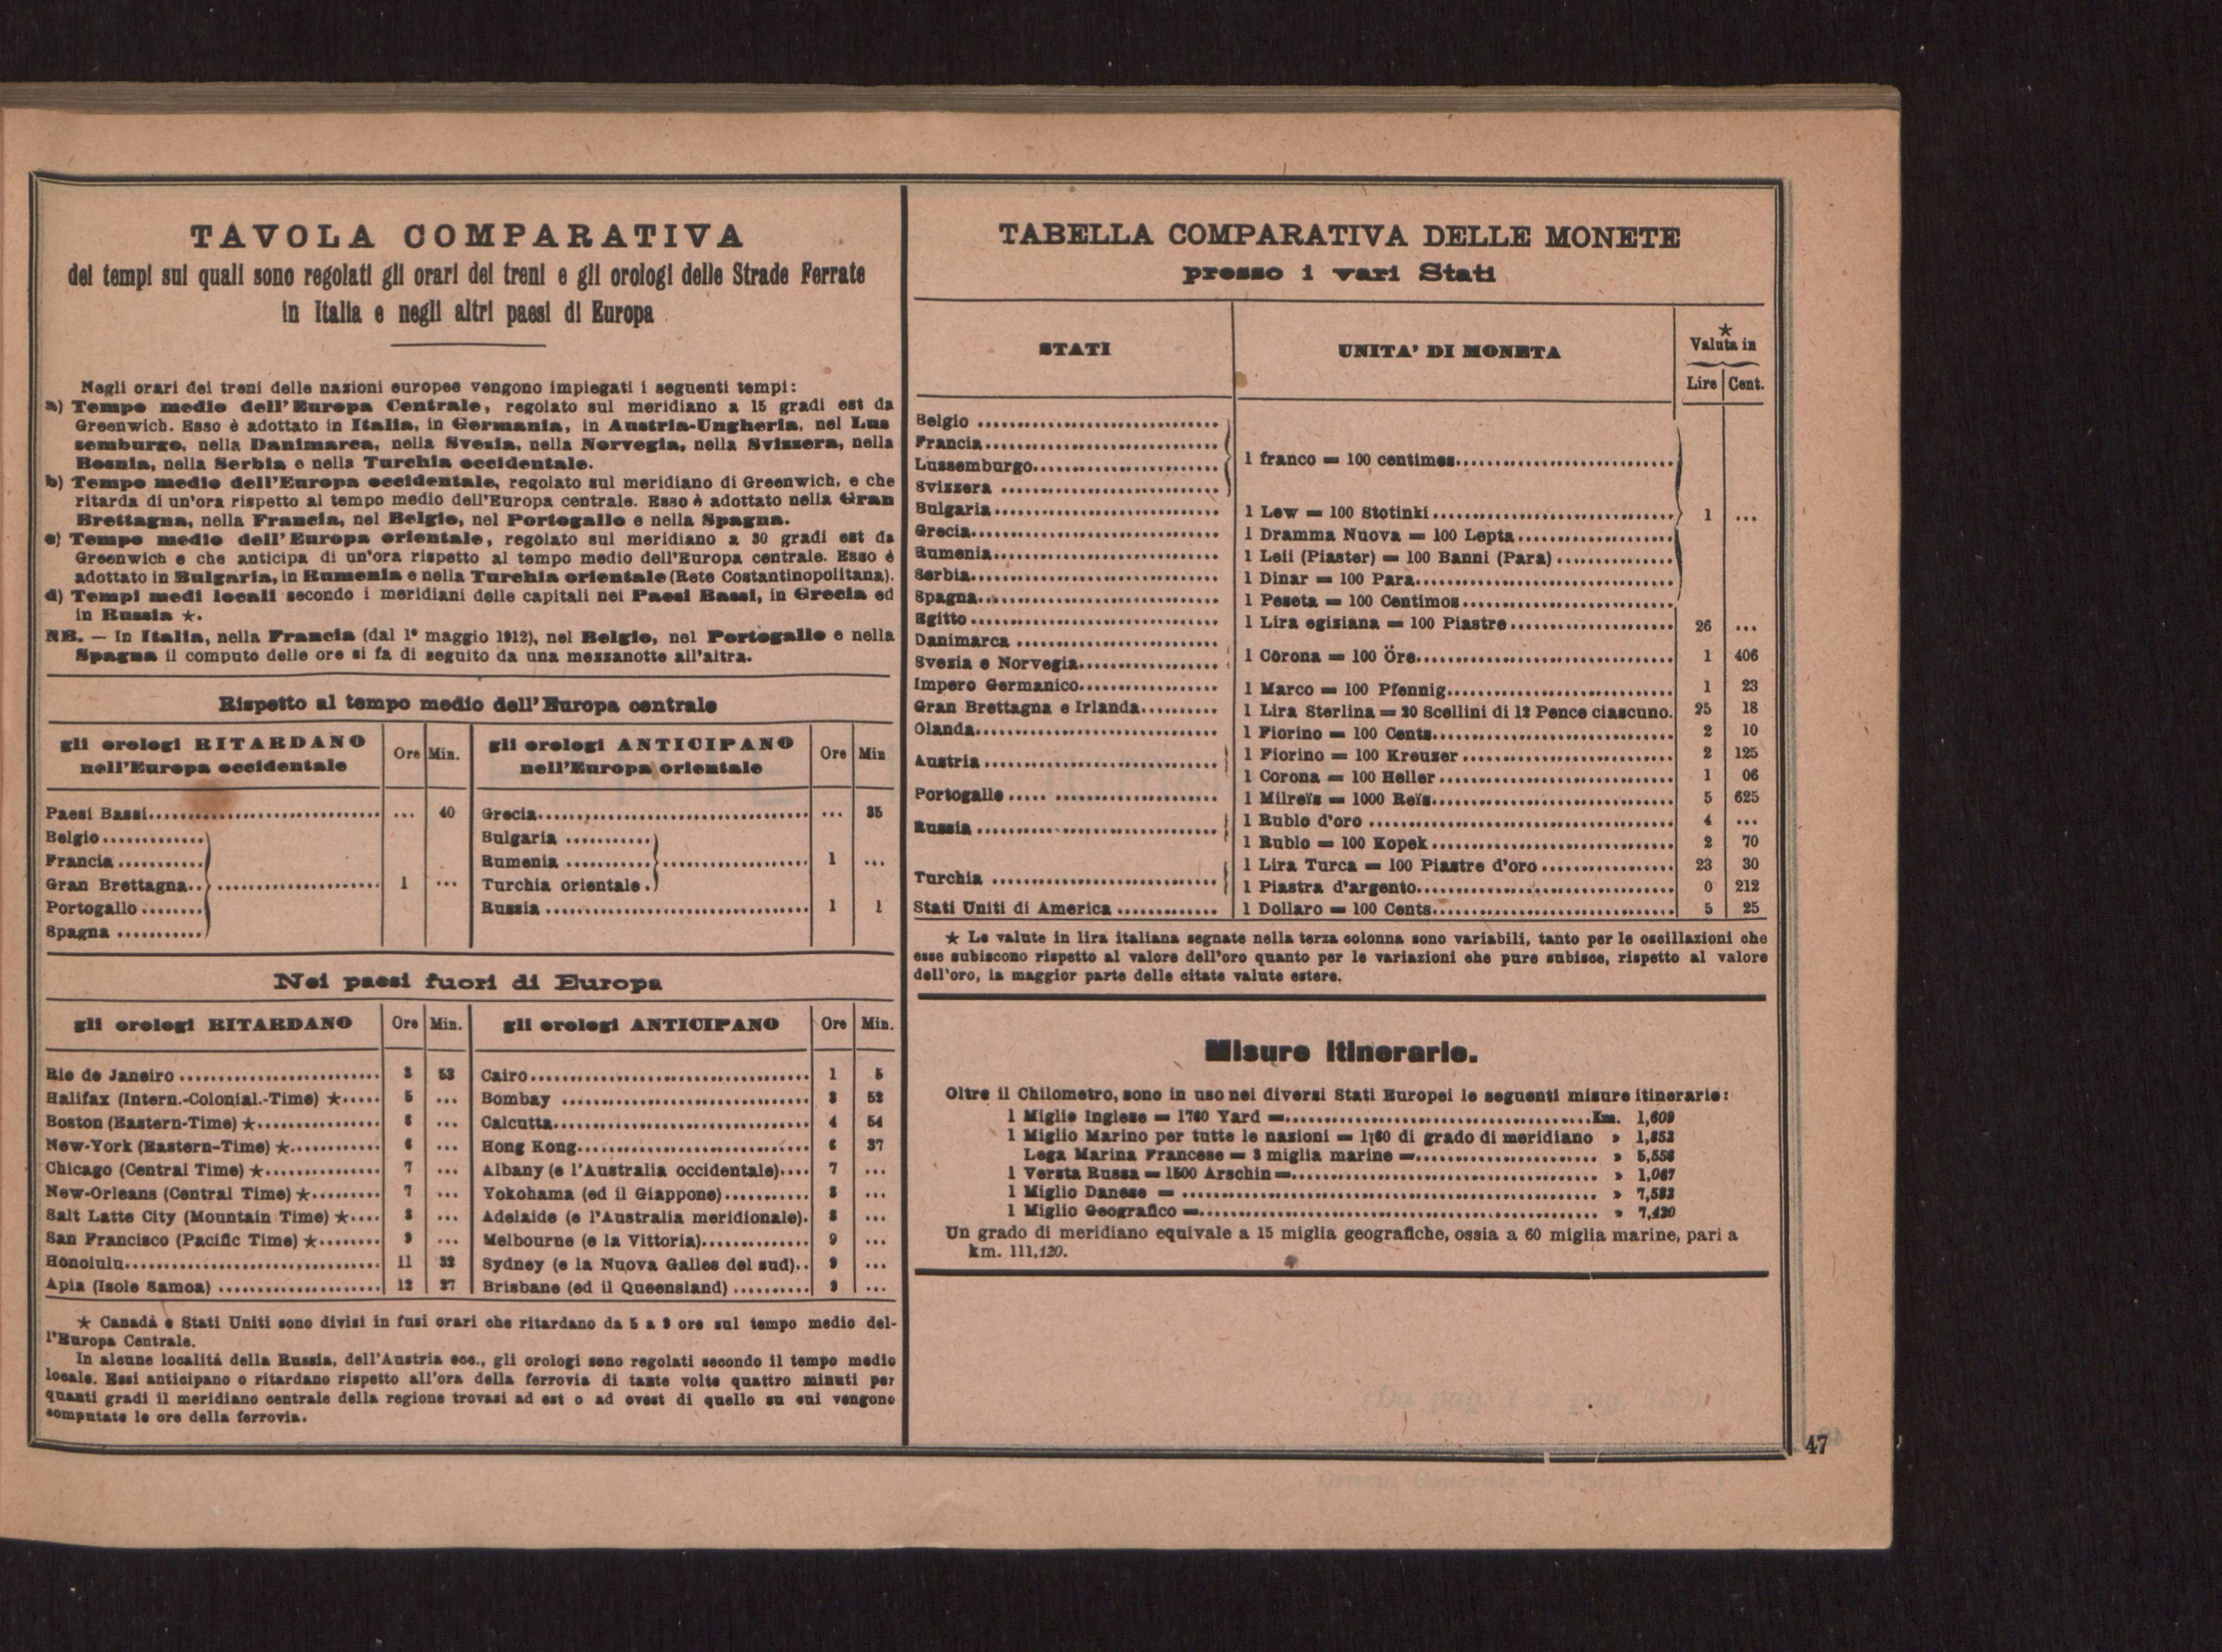 TAVOLA COMPARATIVA
dei tempi sui quali sono regolati gli orari dei treni e gli orologi delle Strade Ferrate
in Italia e negli altri paesi di Europa
Negli orari dei treni delle nazioni europee vengono impiegati i seguenti tempi:
a) Tempo medio dell'Europa Centrale, regolato sul meridiano a 15 gradi est da
Greenwich. Esso è adottato in Italia, in Germania, in Austria-Ungheria, nel Lus
semburgo, nella Danimarca, nella Svezia, nella Norvegia, nella Svizzera, nella
Bosnia, nella Serbia e nella Turchia occidentale.
b) Tempo medio dell'Europa occidentale, regolato sul meridiano di Greenwich, e che
ritarda di un'ora rispetto al tempo medio dell'Europa centrale. Esso è adottato nella Gran
Brettagna, nella Francia, nel Belgio, nel Portogallo e nella Spagna.
c) Tempo medio dell'Europa orientale, regolato sul meridiano a 30 gradi est da
Greenwich e che anticipa di un'ora rispetto al tempo medio dell'Europa centrale. Esso è
adottato in Bulgaria, in Rumenia e nella Turchia orientale (Rete Costantinopolitana).
d) Tempi medi locali secondo i meridiani delle capitali nei Paesi Bassi, in Grecia ed
in Russia ★.
NB. — In Italia, nella Francia (dal 1° maggio 1912), nel Belgio, nel Portogallo e nella
Spagna il computo delle ore si fa di seguito da una mezzanotte all'altra.
Rispetto al tempo medio dell'Europa centrale
gli orologi RITARDANO nell'Europa occidentale Ore Min. gli orologi ANTICIPANO nell'Europa orientale Ore Min
Paesi Bassi ... 40 Grecia ... 35
Belgio Bulgaria
Francia Rumenia 1 ...
Gran Brettagna 1 ... Turchia orientale
Portogallo Russia 1 1
Spagna
Nei paesi fuori di Europa
gli orologi RITARDANO Ore Min. gli orologi ANTICIPANO Ore Min.
Rio de Janeiro 3 53 Cairo 1 5
Halifax (Intern.-Colonial.-Time) ★ 5 ... Bombay 3 52
Boston (Eastern-Time) ★ 6 ... Calcutta 4 54
New-York (Eastern-Time) ★ 6 ... Hong Kong 6 37
Chicago (Central Time) ★ 7 ... Albany (e l'Australia occidentale) 7 ...
New-Orleans (Central Time) ★ 7 ... Yokohama (ed il Giappone) 8 ...
Salt Latte City (Mountain Time) ★ 8 ... Adelaide (e l'Australia meridionale). 8 ...
San Francisco (Pacific Time) ★ 9 ... Melbourne (e la Vittoria) 9 ...
Honolulu 11 32 Sydney (e la Nuova Galles del sud) 9 ...
Apia (Isole Samoa) 12 27 Brisbane (ed il Queensland) 9 ...
★ Canadà e Stati Uniti sono divisi in fusi orari che ritardano da 5 a 9 ore sul tempo medio del-
l'Europa Centrale.
In alcune località della Russia, dell'Austria ecc., gli orologi sono regolati secondo il tempo medio
locale. Essi anticipano o ritardano rispetto all'ora della ferrovia di tante volte quattro minuti per
quanti gradi il meridiano centrale della regione trovasi ad est o ad ovest di quello su cui vengono
computate le ore della ferrovia.
TABELLA COMPARATIVA DELLE MONETE
presso i vari Stati
STATI UNITA' DI MONETA ★ Valuta in
Lire Cent.
Belgio
Francia
Lussemburgo 1 franco = 100 centimes
Svizzera
Bulgaria 1 Lew = 100 Stotinki 1 ...
Grecia 1 Dramma Nuova = 100 Lepta
Rumenia 1 Leii (Piaster) = 100 Banni (Para)
Serbia 1 Dinar = 100 Para
Spagna 1 Peseta = 100 Centimos
Egitto 1 Lira egiziana = 100 Piastre 26 ...
Danimarca
Svezia e Norvegia 1 Corona = 100 Öre 1 406
Impero Germanico 1 Marco = 100 Pfennig 1 23
Gran Brettagna e Irlanda 1 Lira Sterlina = 20 Scellini di 12 Pence ciascuno. 25 18
Olanda 1 Fiorino = 100 Cents 2 10
Austria 1 Fiorino = 100 Kreuzer 2 125
1 Corona = 100 Heller 1 06
Portogallo 1 Milreïs = 1000 Reïs 5 625
Russia 1 Rublo d'oro 4 ...
1 Rublo = 100 Kopek 2 70
Turchia 1 Lira Turca = 100 Piastre d'oro 23 30
1 Piastra d'argento 0 212
Stati Uniti di America 1 Dollaro = 100 Cents 5 25
★ Le valute in lira italiana segnate nella terza colonna sono variabili, tanto per le oscillazioni che
esse subiscono rispetto al valore dell'oro quanto per le variazioni che pure subisce, rispetto al valore
dell'oro, la maggior parte delle citate valute estere.
Misure itinerarie.
Oltre il Chilometro, sono in uso nei diversi Stati Europei le seguenti misure itinerarie:
1 Miglio Inglese = 1760 Yard = Km. 1,609
1 Miglio Marino per tutte le nazioni = 1|60 di grado di meridiano » 1,852
Lega Marina Francese = 3 miglia marine = » 5,556
1 Versta Russa = 1500 Arschin = » 1,067
1 Miglio Danese = » 7,532
1 Miglio Geografico = » 7,420
Un grado di meridiano equivale a 15 miglia geografiche, ossia a 60 miglia marine, pari a
km. 111,120.
47